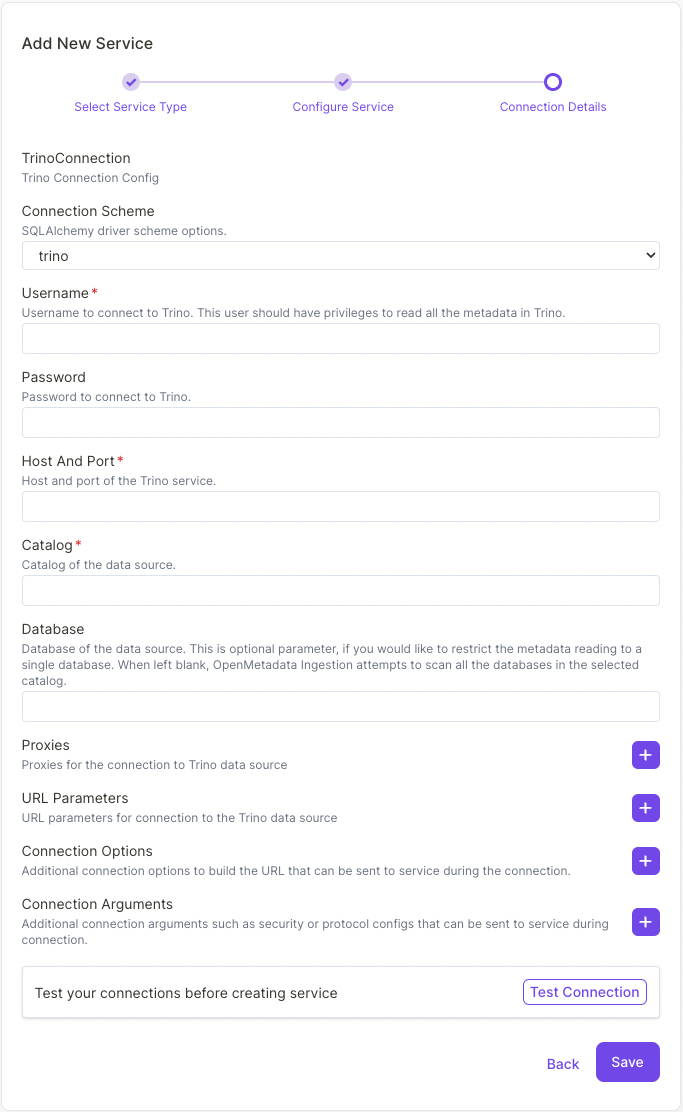 Add New Service
Select Service Type
Configure Service
Connection Details
TrinoConnection
Trino Connection Config
Connection Scheme
SQLAlchemy driver scheme options.
trino
Username*
Username to connect to Trino. This user should have privileges to read all the metadata in Trino.
Password
Password to connect to Trino.
Host And Port*
Host and port of the Trino service.
Catalog*
Catalog of the data source.
Database
Database of the data source. This is optional parameter, if you would like to restrict the metadata reading to a
single database. When left blank, OpenMetadata Ingestion attempts to scan all the databases in the selected
catalog.
Proxies
Proxies for the connection to Trino data source
URL Parameters
URL parameters for connection to the Trino data source
Connection Options
Additional connection options to build the URL that can be sent to service during the connection.
Connection Arguments
Additional connection arguments such as security or protocol configs that can be sent to service during
connection.
Test your connections before creating service
Test Connection
Back
Save